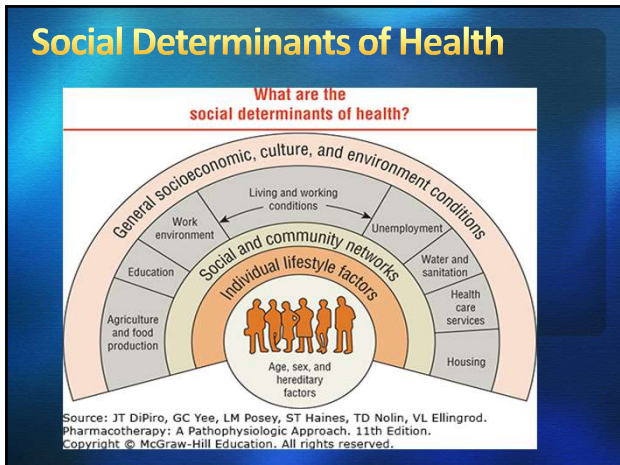 Social Determinants of Health
What are the
social determinants of health?
General socioeconomic, culture, and environment conditions
Living and working
conditions
Work
environment
Unemployment
Education
Water and
sanitation
Agriculture
and food
production
Health
care
services
Housing
Social and community networks
Individual lifestyle factors
Age, sex, and
hereditary
factors
Source: JT DiPiro, GC Yee, LM Posey, ST Haines, TD Nolin, VL Ellingrod.
Pharmacotherapy: A Pathophysiologic Approach. 11th Edition.
Copyright © McGraw-Hill Education. All rights reserved.